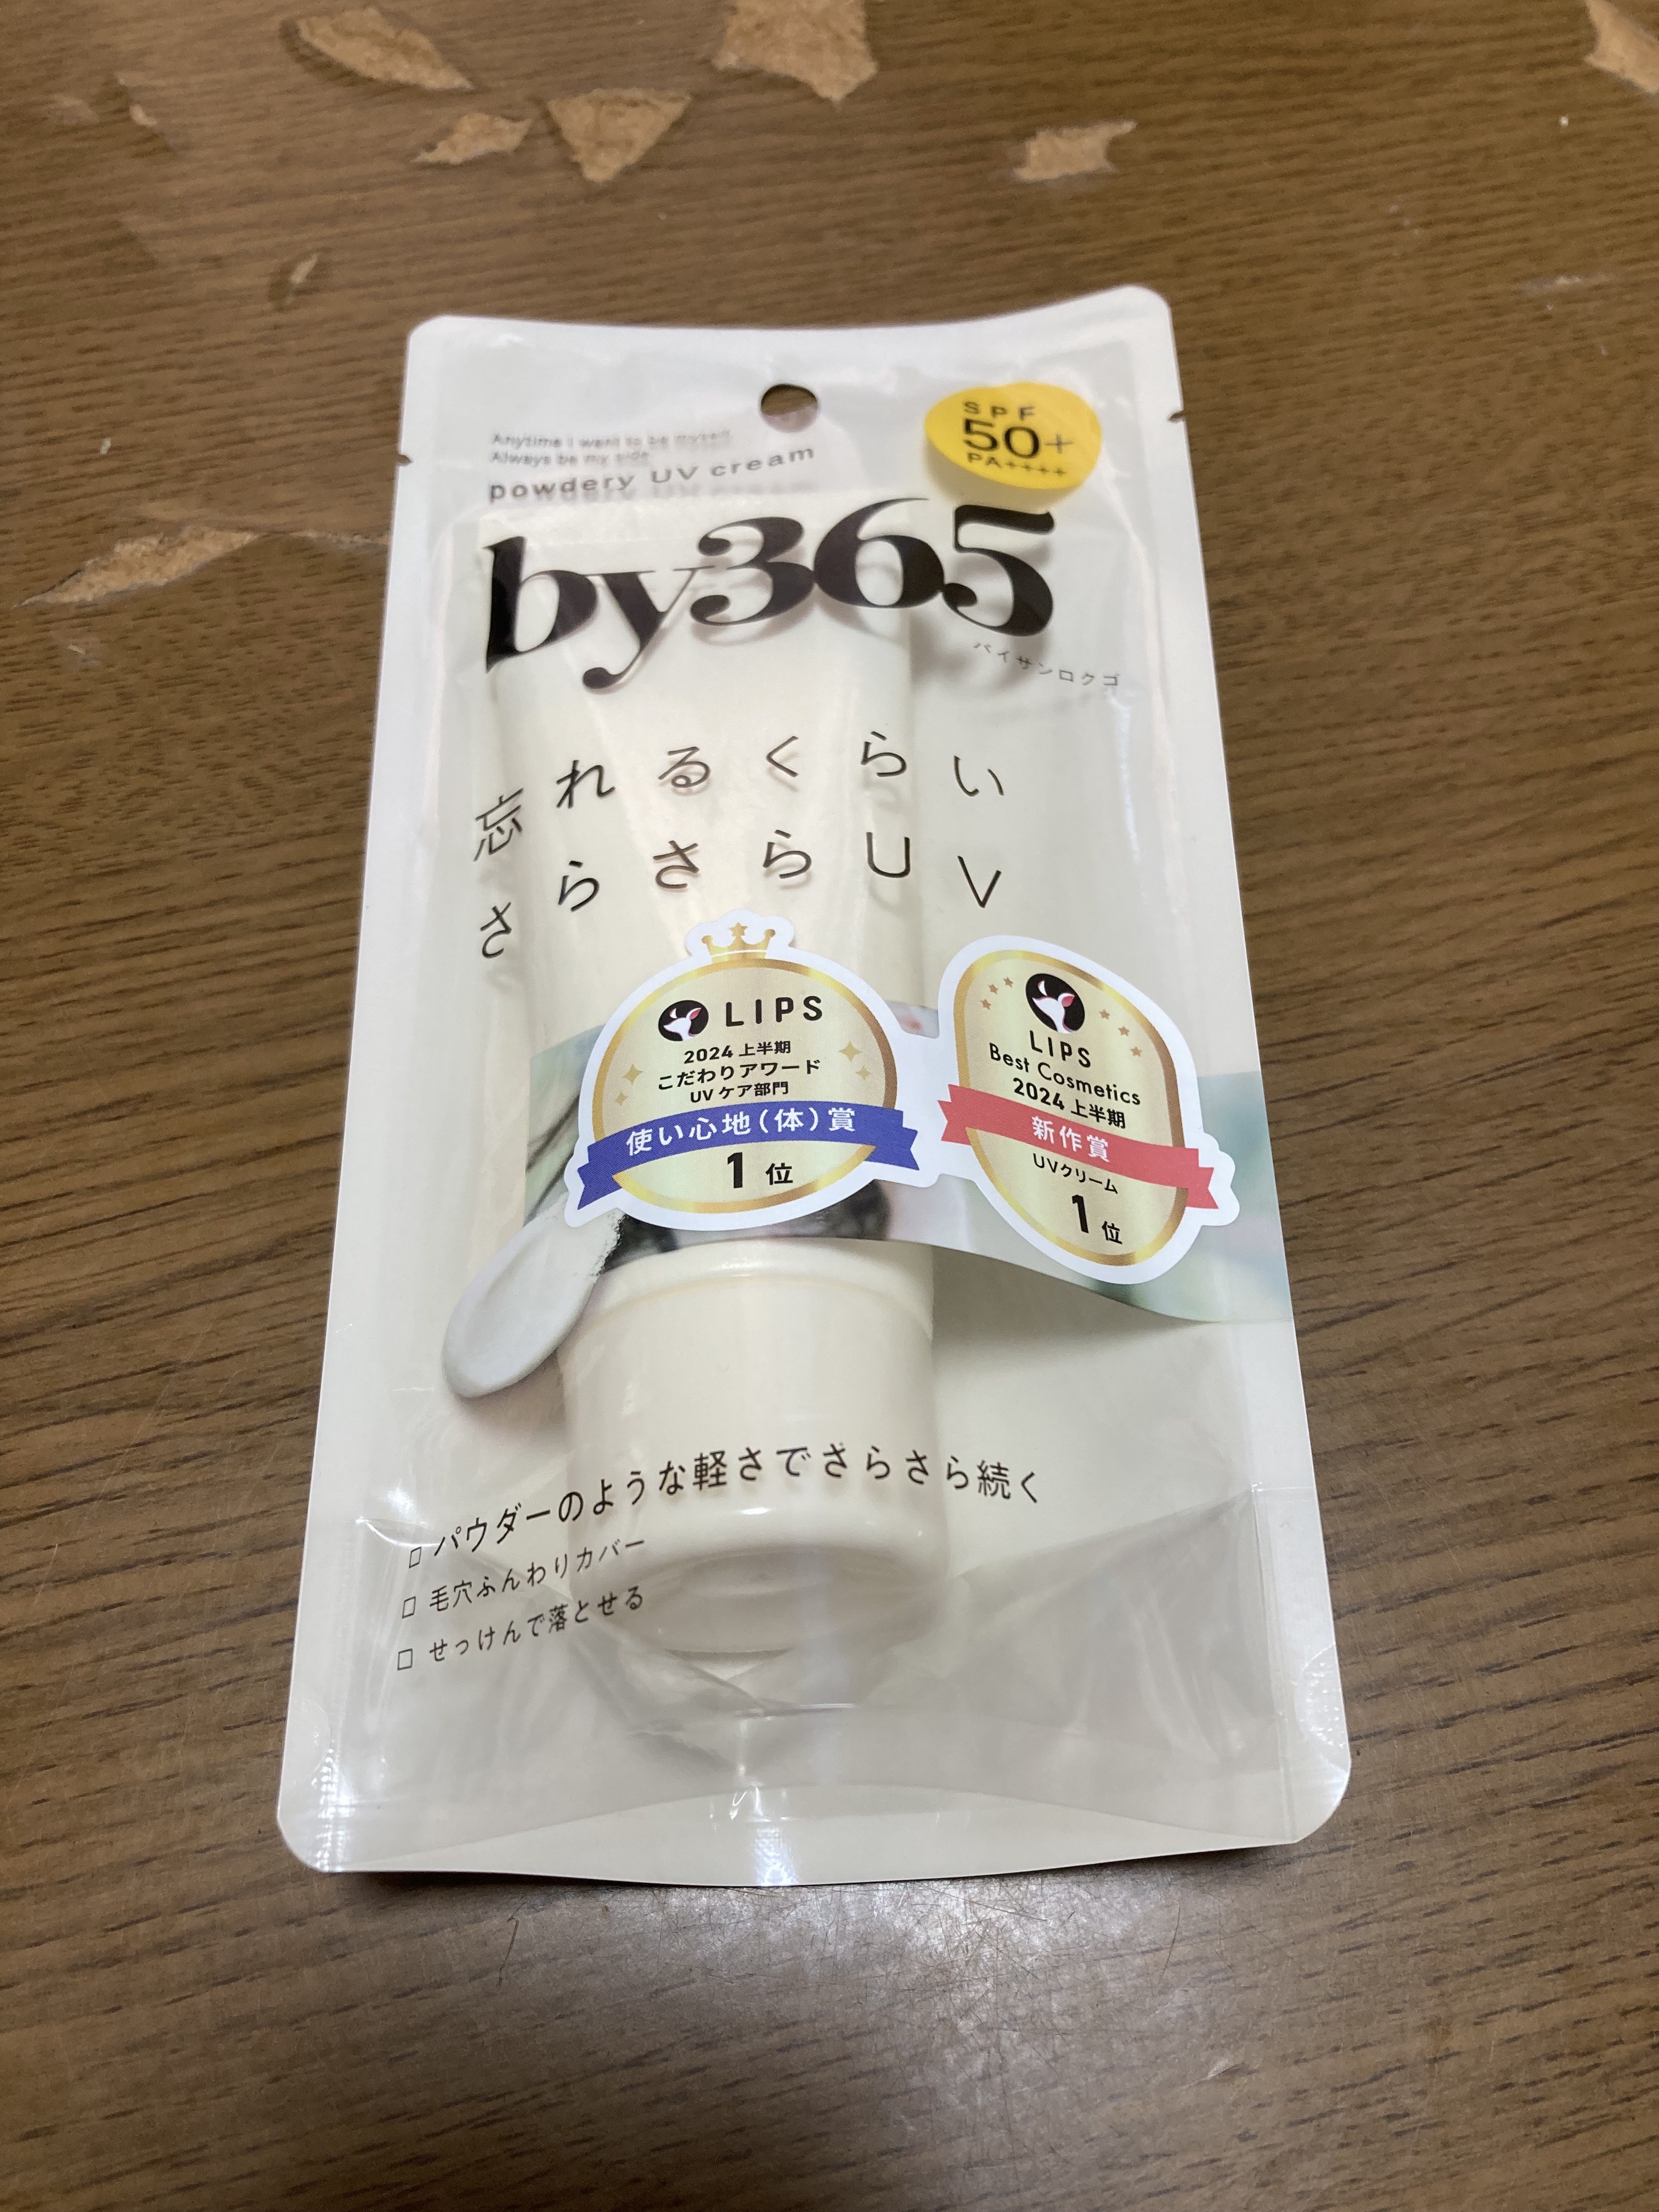 Anytime I want to be myself.
Always be my side.
powdery UV cream
SPF
50+
PA++++
by365
バイサンロクゴ
忘れるくらい
さらさらUV
LIPS
2024 上半期
こだわりアワード
UV ケア部門
使い心地(体)賞
1 位
LIPS
Best Cosmetics
2024 上半期
新作賞
UVクリーム
1 位
□ パウダーのような軽さでさらさら続く
□ 毛穴ふんわりカバー
□ せっけんで落とせる